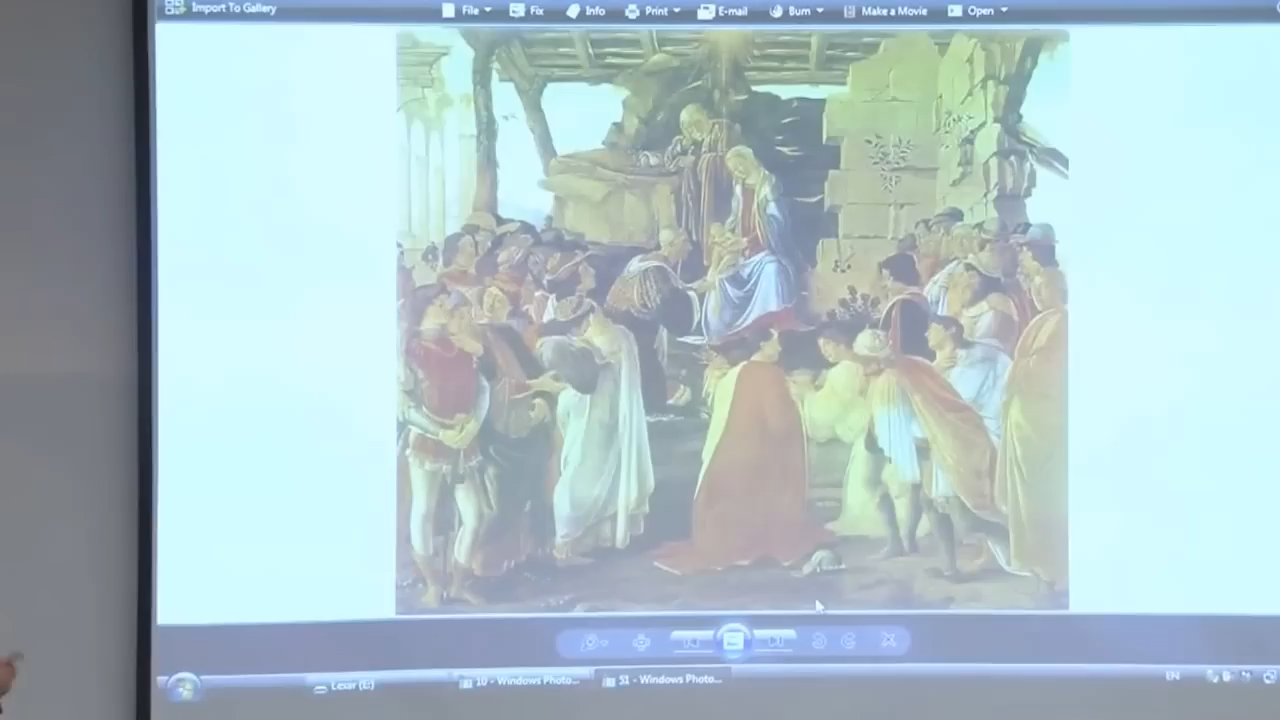 Import To Gallery
File Fix Info Print E-mail Burn Make a Movie Open
Lexar (E:) 10 - Windows Photo... 51 - Windows Photo... EN